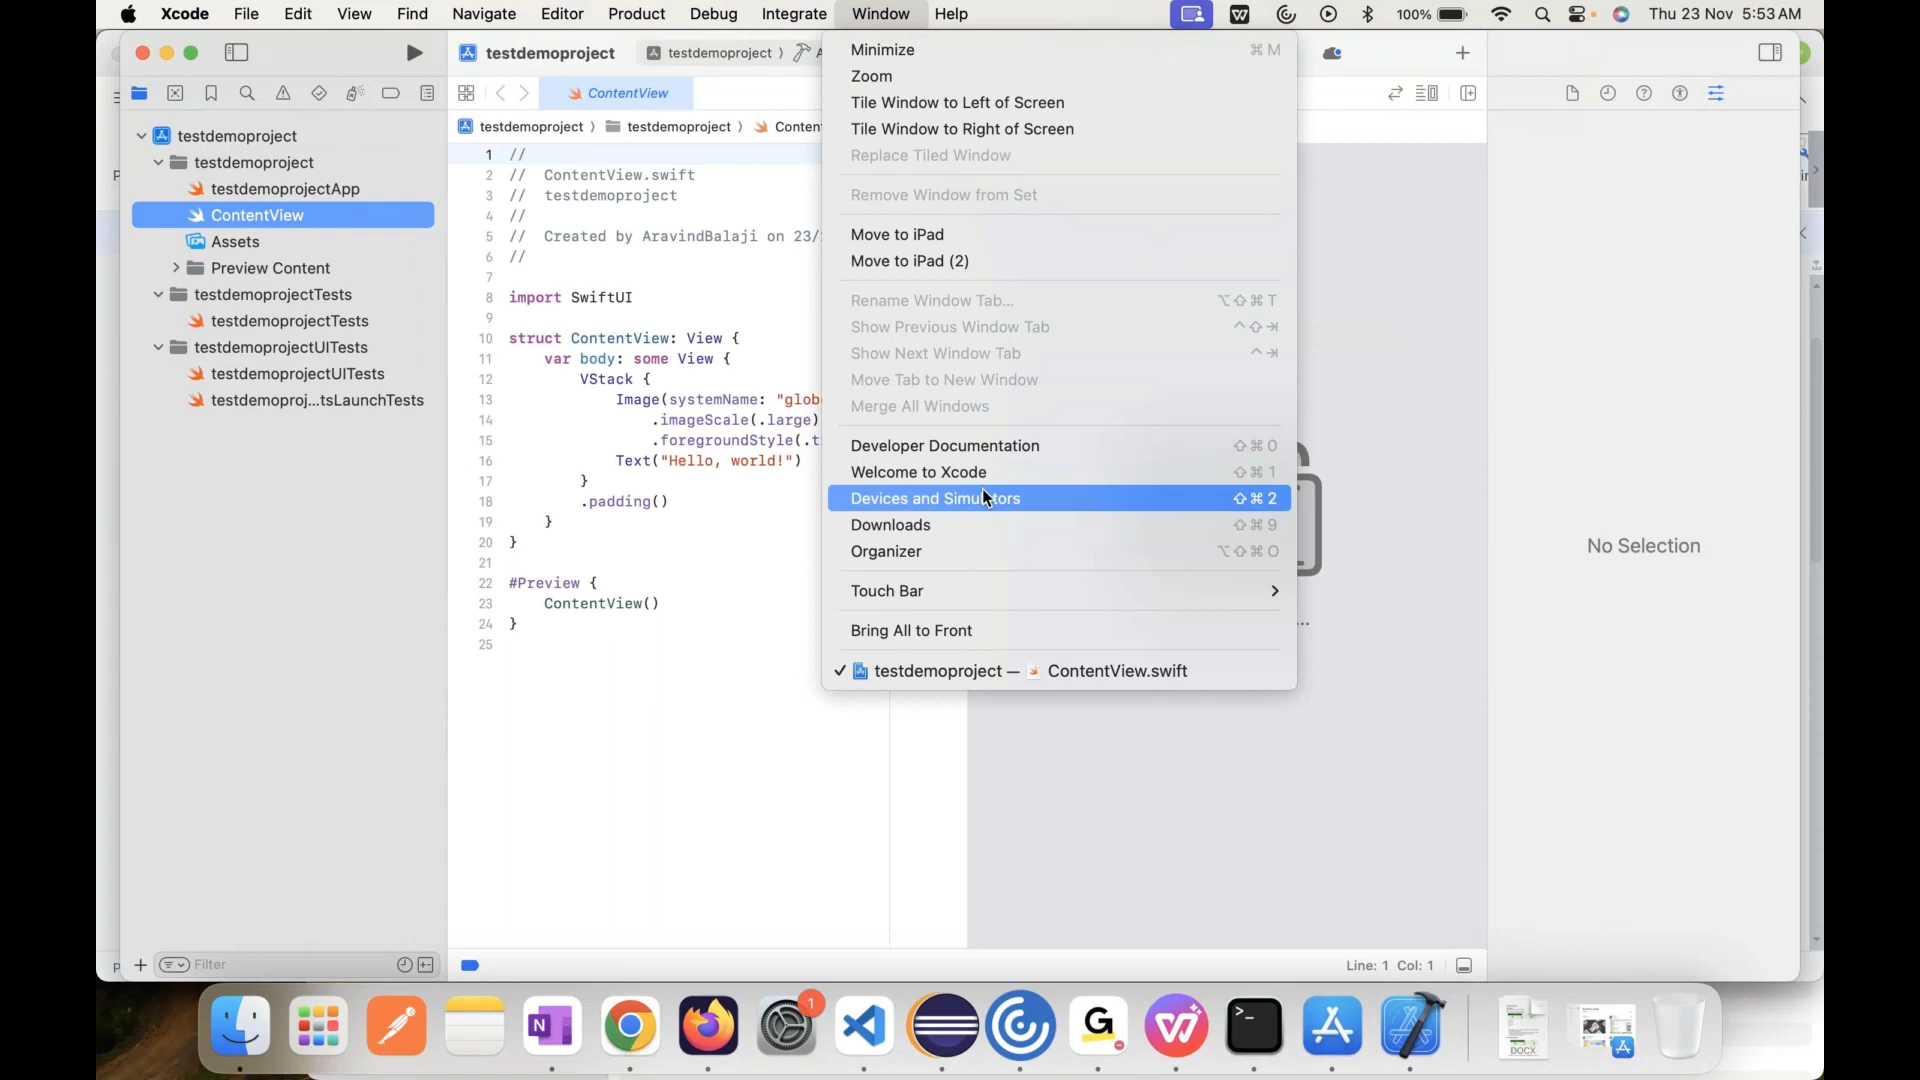 Xcode File Edit View Find Navigate Editor Product Debug Integrate Window Help 100% Thu 23 Nov 5:53 AM
testdemoproject testdemoproject 〉
ContentView
testdemoproject 〉 testdemoproject 〉
testdemoproject
testdemoproject
testdemoprojectApp
ContentView
Assets
Preview Content
testdemoprojectTests
testdemoprojectTests
testdemoprojectUITests
testdemoprojectUITests
testdemoproj...tsLaunchTests
Filter
1 //
2 // ContentView.swift
3 // testdemoproject
4 //
5 // Created by AravindBalaji on 23/
6 //
7
8 import SwiftUI
9
10 struct ContentView: View {
11 var body: some View {
12 VStack {
13 Image(systemName: "glob
14 .imageScale(.large)
15 .foregroundStyle(.t
16 Text("Hello, world!")
17 }
18 .padding()
19 }
20 }
21
22 #Preview {
23 ContentView()
24 }
25
Minimize ⌘ M
Zoom
Tile Window to Left of Screen
Tile Window to Right of Screen
Replace Tiled Window
Remove Window from Set
Move to iPad
Move to iPad (2)
Rename Window Tab... ⌥⇧⌘ T
Show Previous Window Tab ^⇧⇥
Show Next Window Tab ^⇥
Move Tab to New Window
Merge All Windows
Developer Documentation ⇧⌘ 0
Welcome to Xcode ⇧⌘ 1
Devices and Simulators ⇧⌘ 2
Downloads ⇧⌘ 9
Organizer ⌥⇧⌘ O
Touch Bar
Bring All to Front
✓ testdemoproject — ContentView.swift
No Selection
Line: 1 Col: 1
1
N
G
DOCX